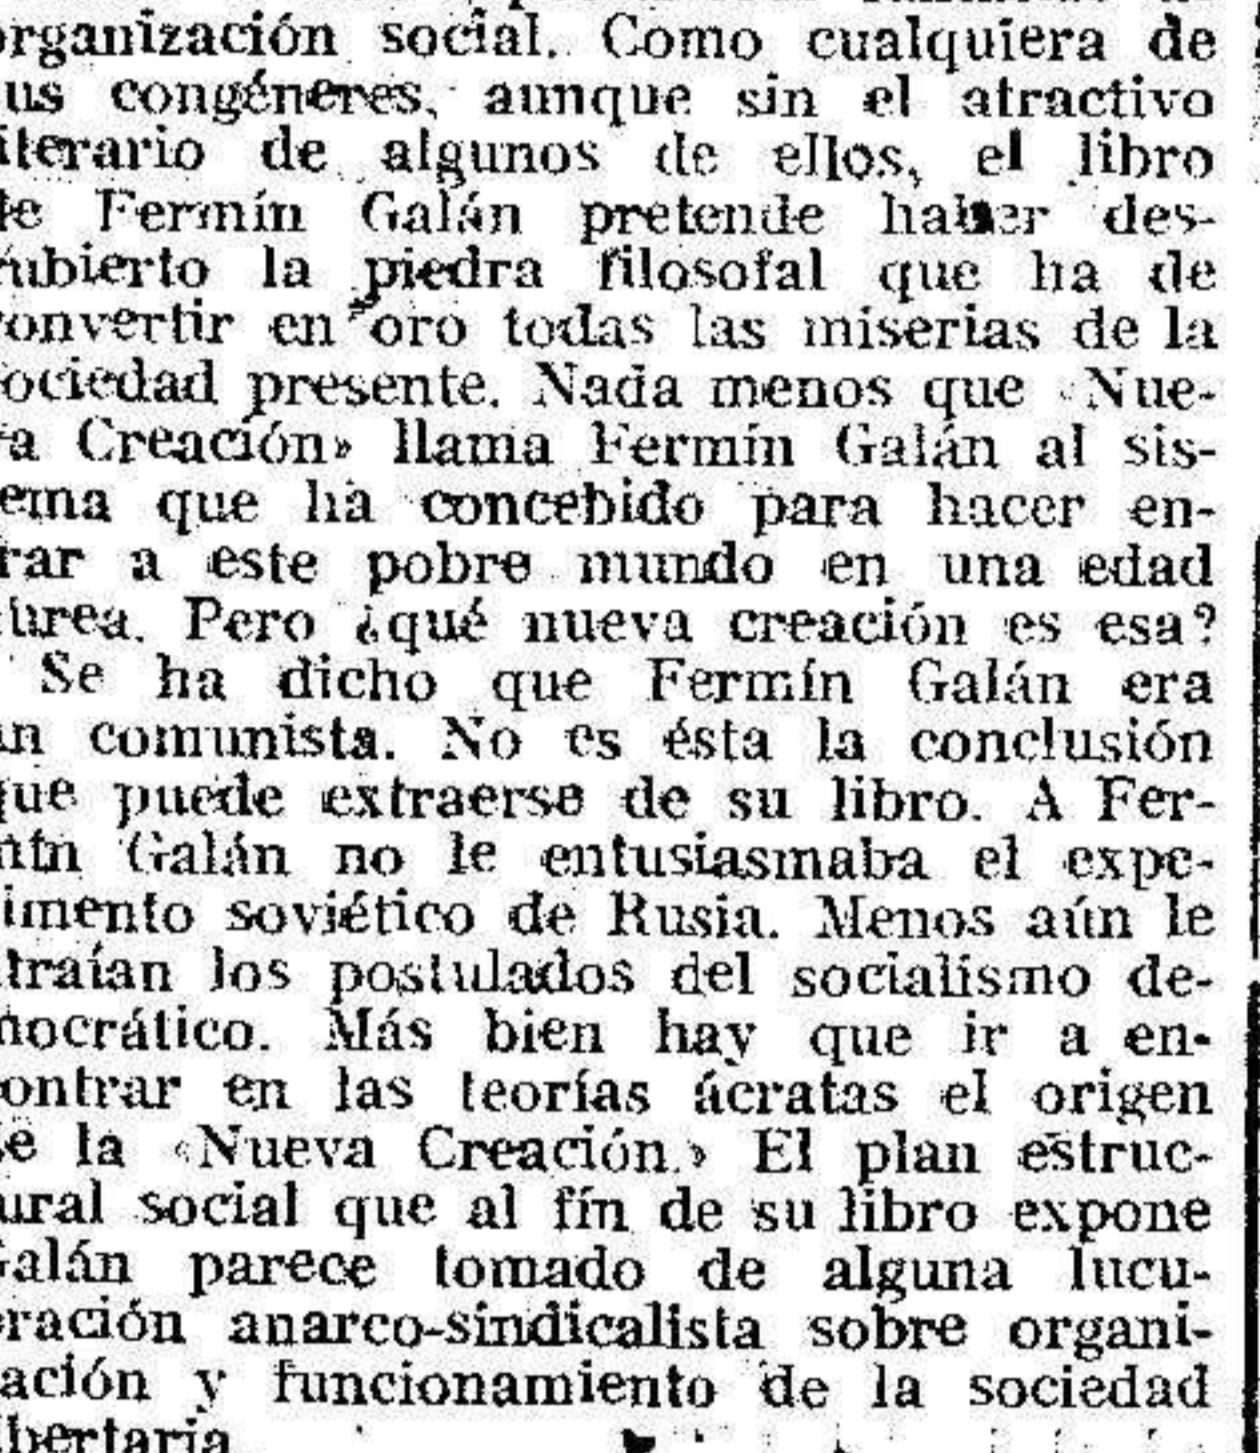 organización social. Como cualquiera de
sus congéneres, aunque sin el atractivo
literario de algunos de ellos, el libro
de Fermín Galán pretende haber des-
cubierto la piedra filosofal que ha de
convertir en oro todas las miserias de la
sociedad presente. Nada menos que «Nue-
va Creación» llama Fermín Galán al sis-
tema que ha concebido para hacer en-
trar a este pobre mundo en una edad
áurea. Pero ¿qué nueva creación es esa?
Se ha dicho que Fermín Galán era
un comunista. No es ésta la conclusión
que puede extraerse de su libro. A Fer-
mín Galán no le entusiasmaba el expe-
rimento soviético de Rusia. Menos aún le
atraían los postulados del socialismo de-
mocrático. Más bien hay que ir a en-
contrar en las teorías ácratas el origen
de la «Nueva Creación.» El plan estruc-
tural social que al fín de su libro expone
Galán parece tomado de alguna lucu-
bración anarco-sindicalista sobre organi-
zación y funcionamiento de la sociedad
libertaria